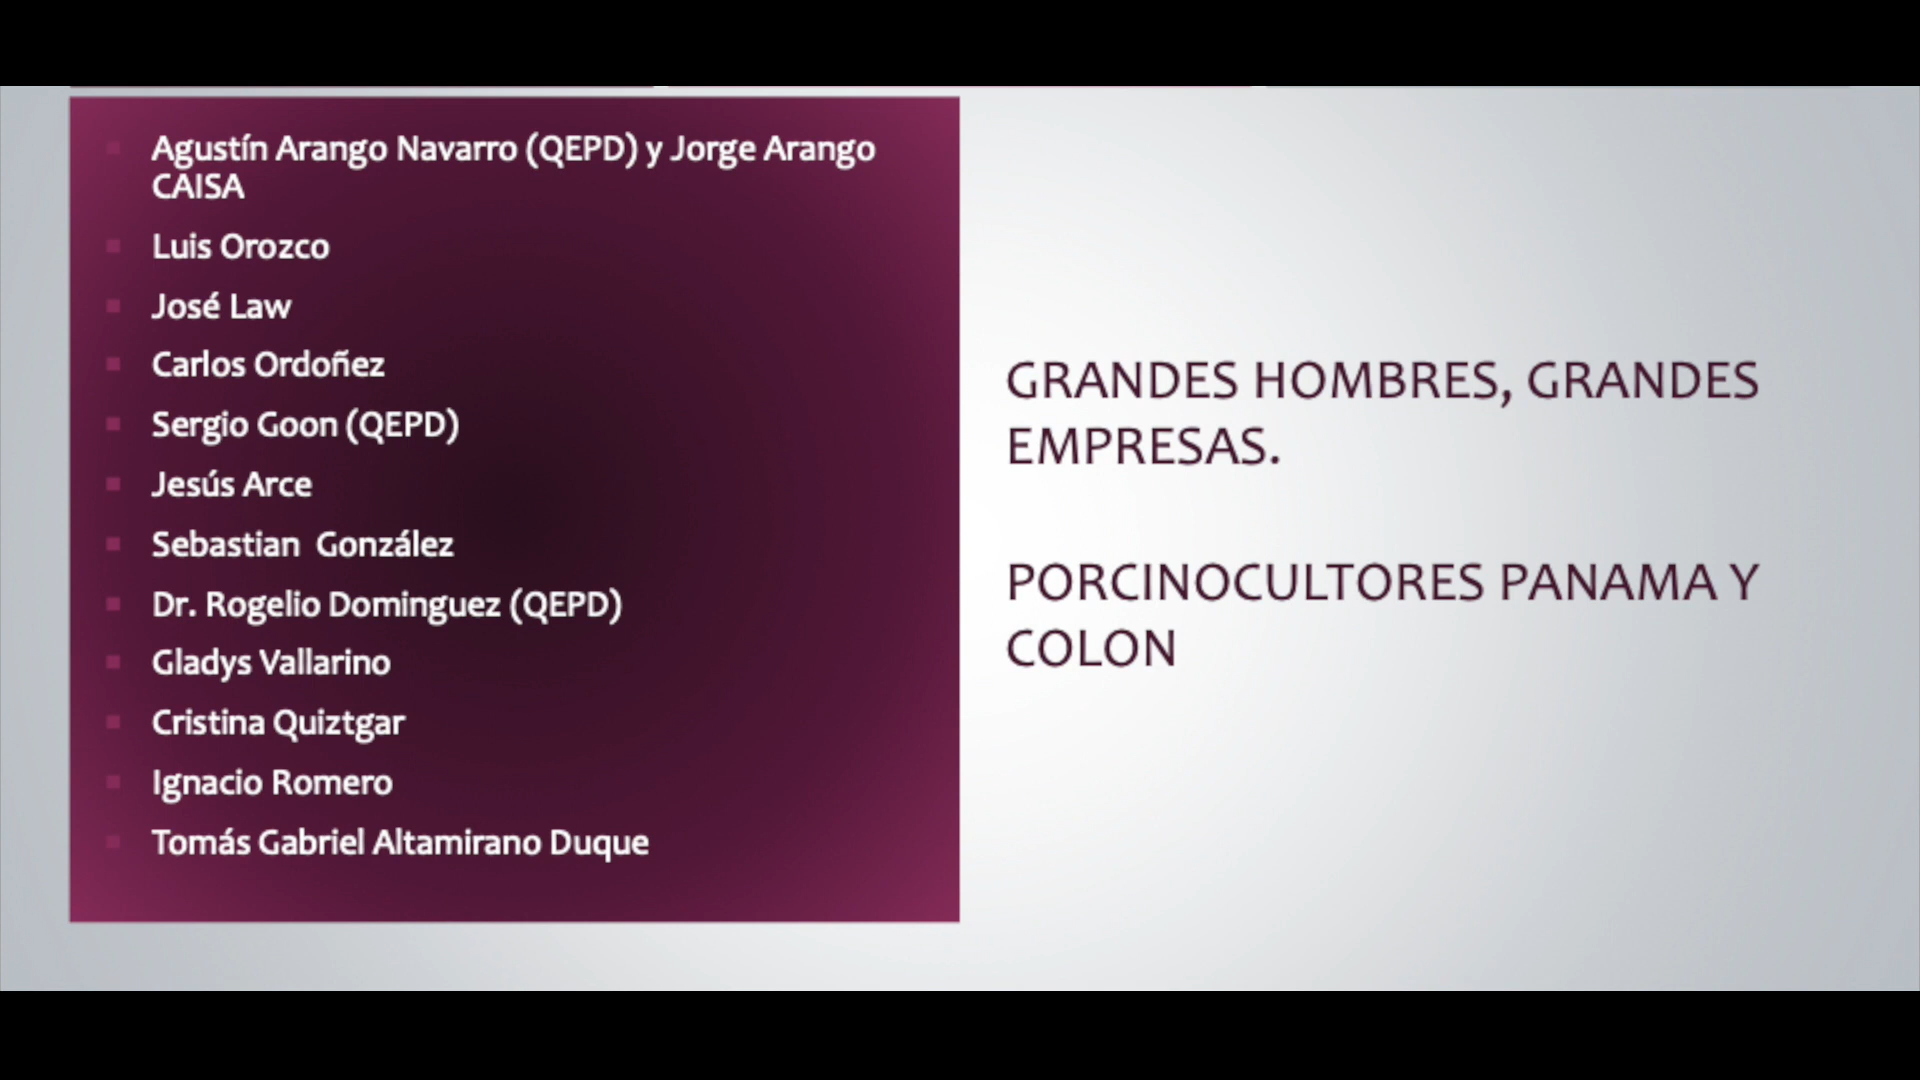 Agustín Arango Navarro (QEPD) y Jorge Arango
CAISA
Luis Orozco
José Law
Carlos Ordoñez
Sergio Goon (QEPD)
Jesús Arce
Sebastian González
Dr. Rogelio Dominguez (QEPD)
Gladys Vallarino
Cristina Quiztgar
Ignacio Romero
Tomás Gabriel Altamirano Duque
GRANDES HOMBRES, GRANDES
EMPRESAS.
PORCINOCULTORES PANAMA Y
COLON